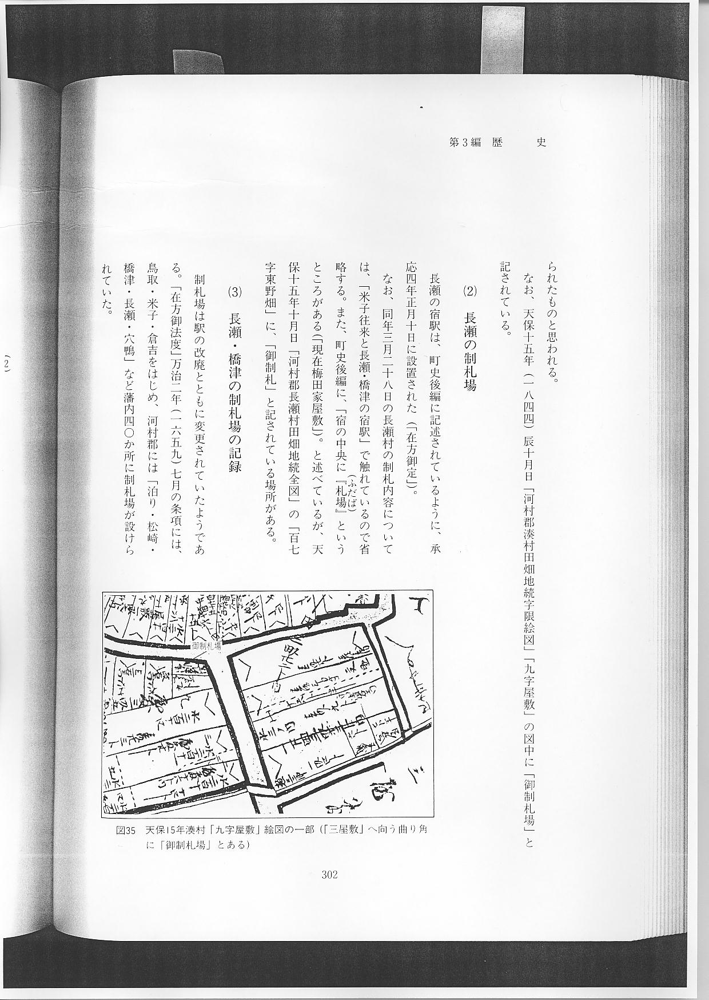 第3編 歴 史
られたものと思われる。
なお、天保十五年（一八四四）辰十月日「河村郡湊村田畑地続字限絵図」「九字屋敷」の図中に「御制札場」と
記されている。
⑵ 長瀬の制札場
長瀬の宿駅は、町史後編に記述されているように、承
応四年正月十日に設置された（「在方御定」）。
なお、同年三月二十八日の長瀬村の制札内容について
は、「米子往来と長瀬・橋津の宿駅」で触れているので省
略する。また、町史後編に、「宿の中央に『札場』（ふだば）という
ところがある（「現在梅田家屋敷」）。と述べているが、天
保十五年十月日「河村郡長瀬村田畑地続全図」の「百七
字東野畑」に、「御制札」と記されている場所がある。
⑶ 長瀬・橋津の制札場の記録
制札場は駅の改廃とともに変更されていたようであ
る。「在方御法度」万治二年（一六五九）七月の条項には、
鳥取・米子・倉吉をはじめ、河村郡には「泊り・松崎・
橋津・長瀬・穴鴨」など藩内四〇か所に制札場が設けら
れていた。
御制札場
図35 天保15年湊村「九字屋敷」絵図の一部（「三屋敷」へ向う曲り角
に「御制札場」とある）
302
(2)